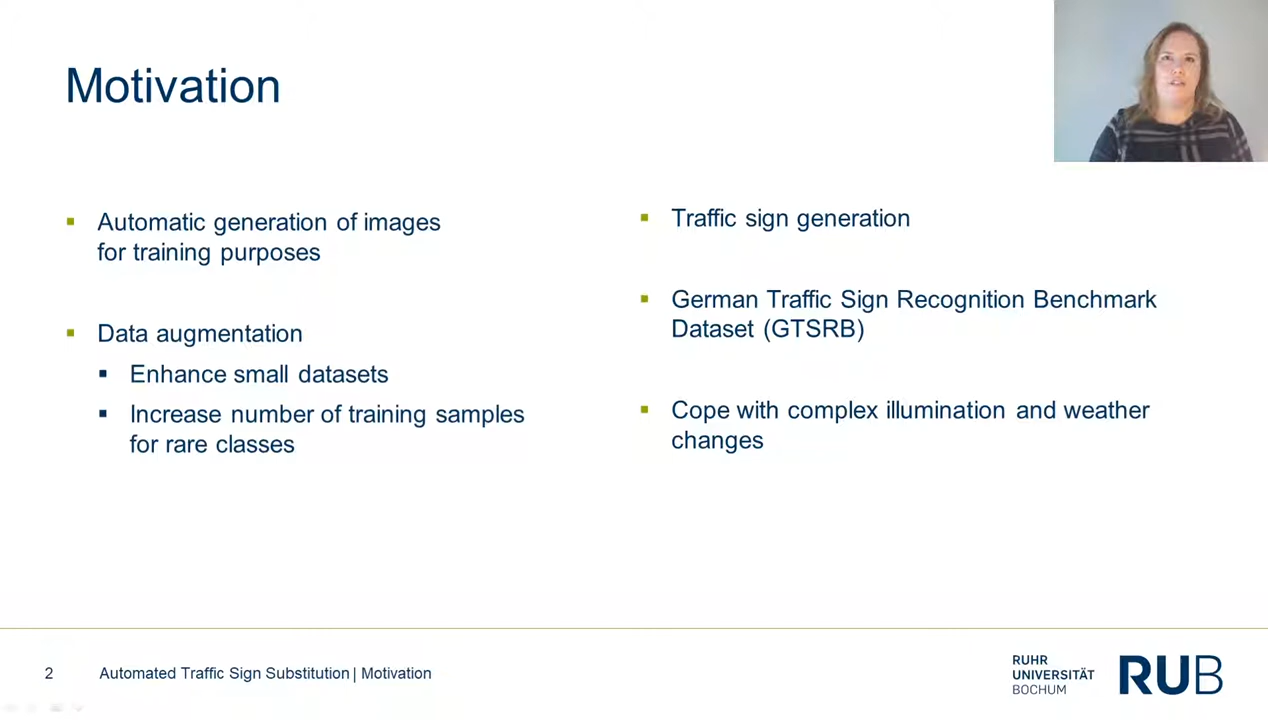 Motivation
Automatic generation of images
for training purposes
Data augmentation
Enhance small datasets
Increase number of training samples
for rare classes
Traffic sign generation
German Traffic Sign Recognition Benchmark
Dataset (GTSRB)
Cope with complex illumination and weather
changes
2
Automated Traffic Sign Substitution | Motivation
RUHR
UNIVERSITÄT
BOCHUM
RUB